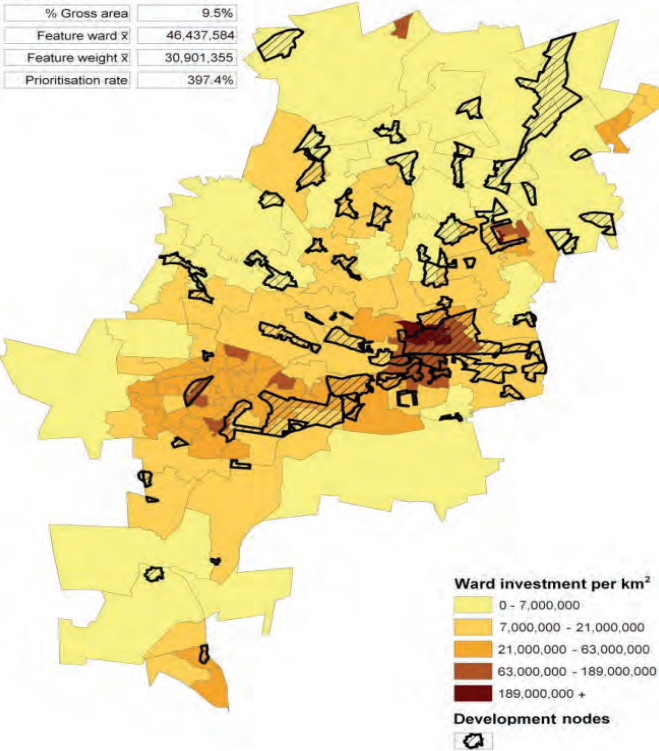 % Gross area 9.5%
Feature ward x̄ 46,437,584
Feature weight x̄ 30,901,355
Prioritisation rate 397.4%
Ward investment per km²
0 - 7,000,000
7,000,000 - 21,000,000
21,000,000 - 63,000,000
63,000,000 - 189,000,000
189,000,000 +
Development nodes